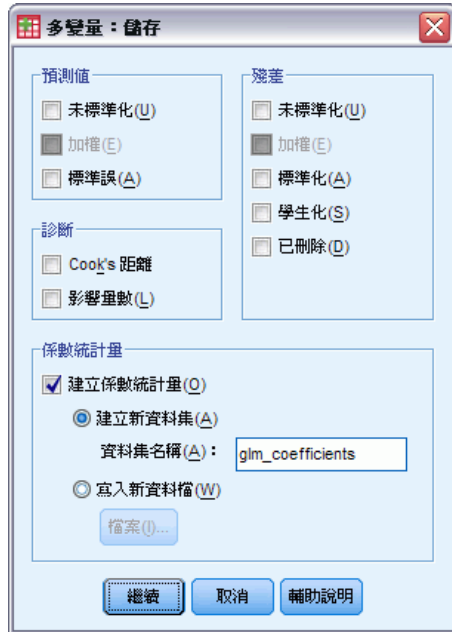 多變量：儲存
預測值
未標準化(U)
加權(E)
標準誤(A)
診斷
Cook's 距離
影響量數(L)
殘差
未標準化(U)
加權(E)
標準化(A)
學生化(S)
已刪除(D)
係數統計量
建立係數統計量(O)
建立新資料集(A)
資料集名稱(A)： glm_coefficients
寫入新資料檔(W)
檔案(I)...
繼續 取消 輔助說明